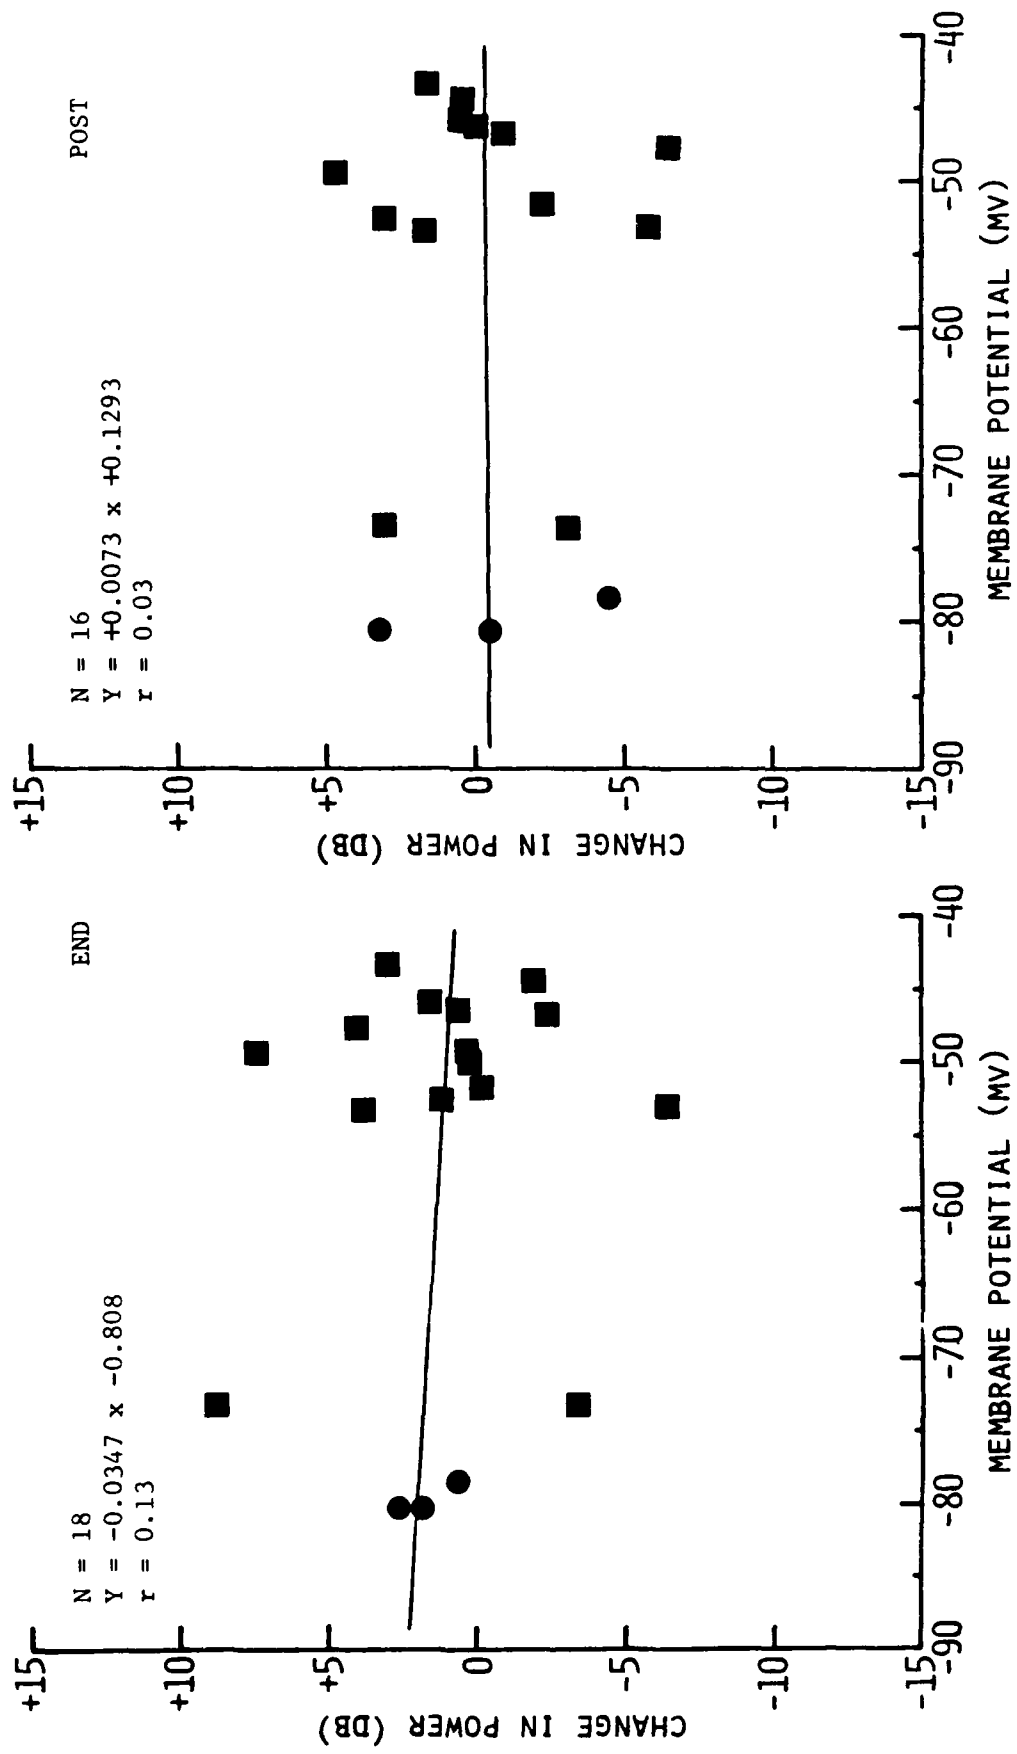 END
N = 18
Y = -0.0347 x -0.808
r = 0.13
+15
+10
+5
-0
-5
-10
-15
CHANGE IN POWER (DB)
-90
-80
-70
-60
-50
-40
MEMBRANE POTENTIAL (MV)
POST
N = 16
Y = +0.0073 x +0.1293
r = 0.03
+15
+10
+5
-0
-5
-10
-15
CHANGE IN POWER (DB)
-90
-80
-70
-60
-50
-40
MEMBRANE POTENTIAL (MV)